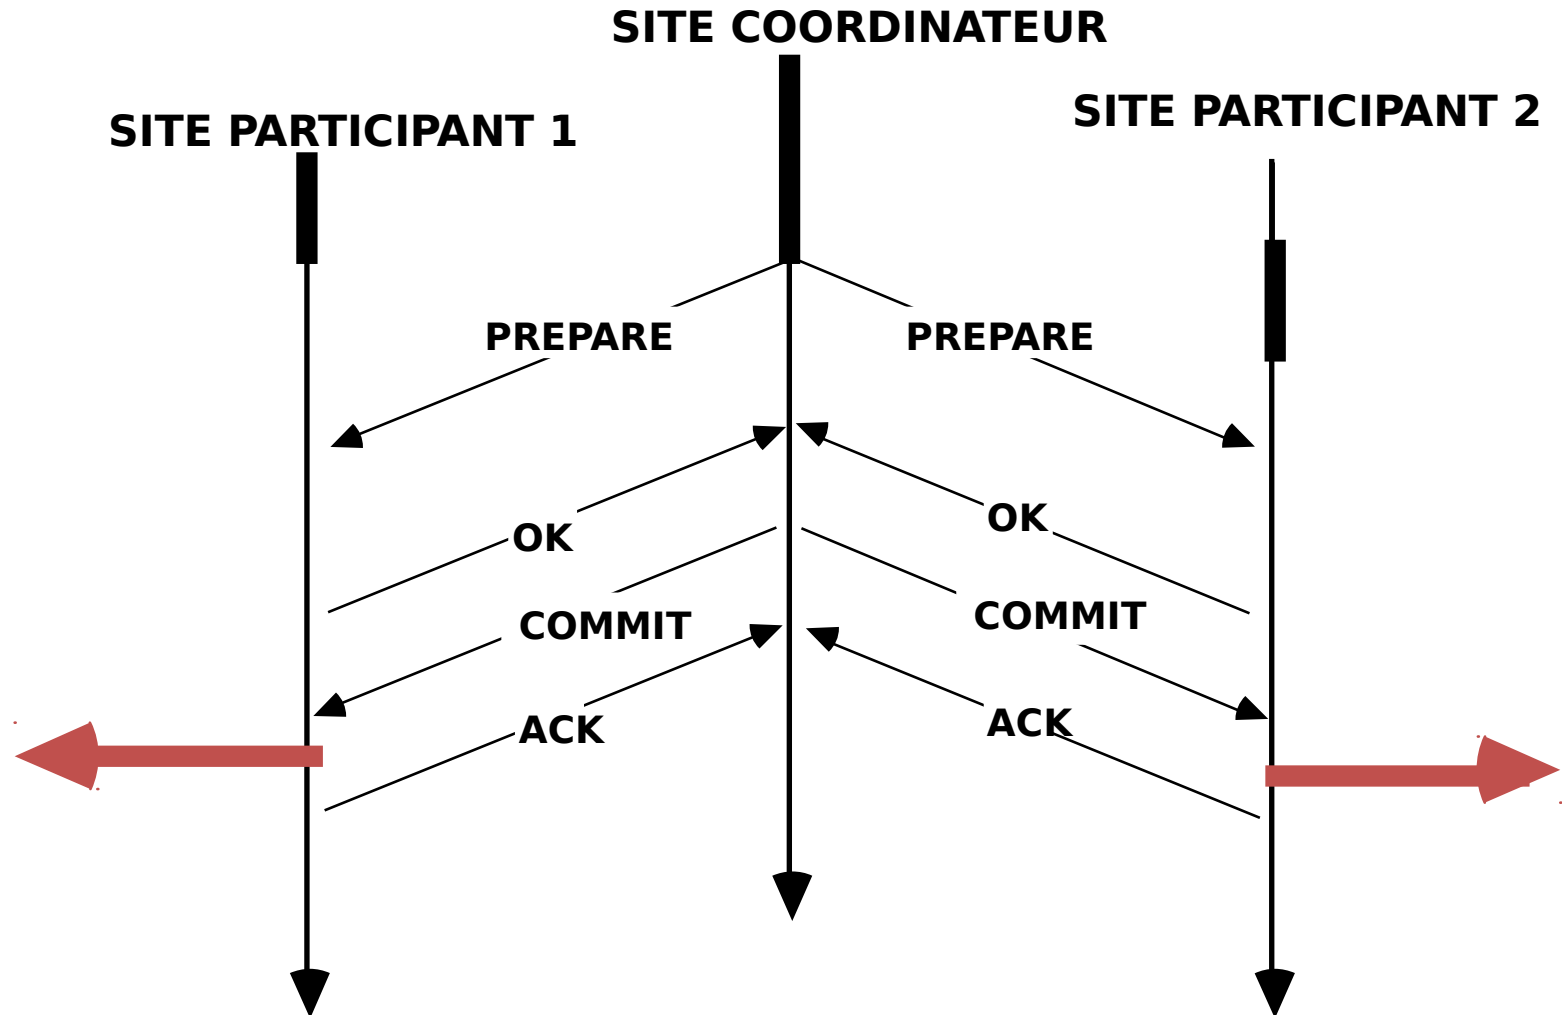 SITE COORDINATEUR
SITE PARTICIPANT 1
SITE PARTICIPANT 2
PREPARE
PREPARE
OK
OK
COMMIT
COMMIT
ACK
ACK